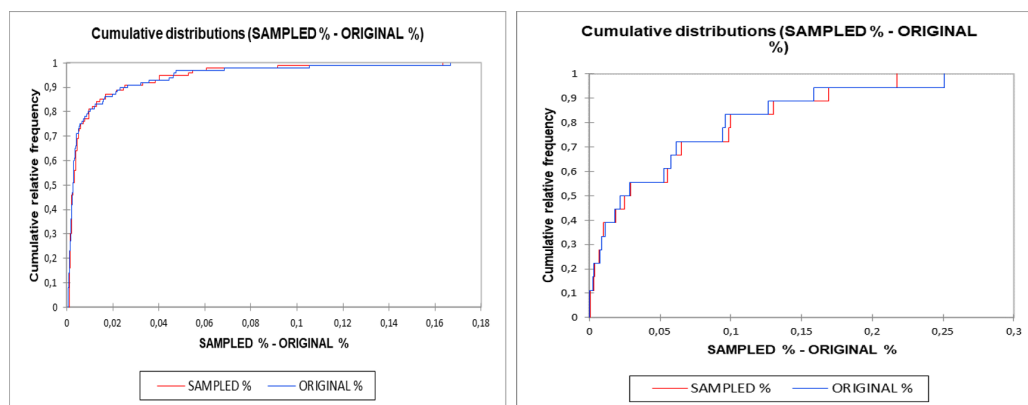 Cumulative distributions (SAMPLED % - ORIGINAL %)
Cumulative relative frequency
1
0,9
0,8
0,7
0,6
0,5
0,4
0,3
0,2
0,1
0
0 0,02 0,04 0,06 0,08 0,1 0,12 0,14 0,16 0,18
SAMPLED % - ORIGINAL %
SAMPLED % ORIGINAL %
Cumulative distributions (SAMPLED % - ORIGINAL
%)
Cumulative relative frequency
1
0,9
0,8
0,7
0,6
0,5
0,4
0,3
0,2
0,1
0
0 0,05 0,1 0,15 0,2 0,25 0,3
SAMPLED % - ORIGINAL %
SAMPLED % ORIGINAL %